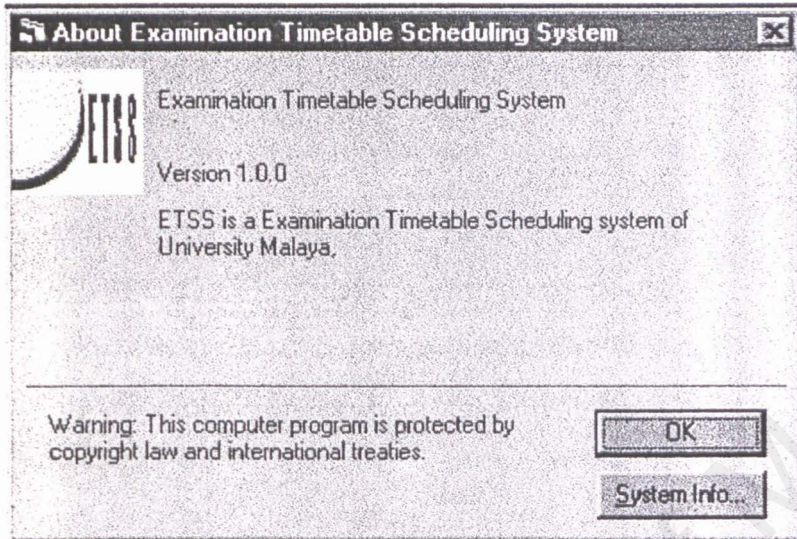 About Examination Timetable Scheduling System
ETSS
Examination Timetable Scheduling System
Version 1.0.0
ETSS is a Examination Timetable Scheduling system of
University Malaya,
Warning: This computer program is protected by
copyright law and international treaties.
OK
System Info...